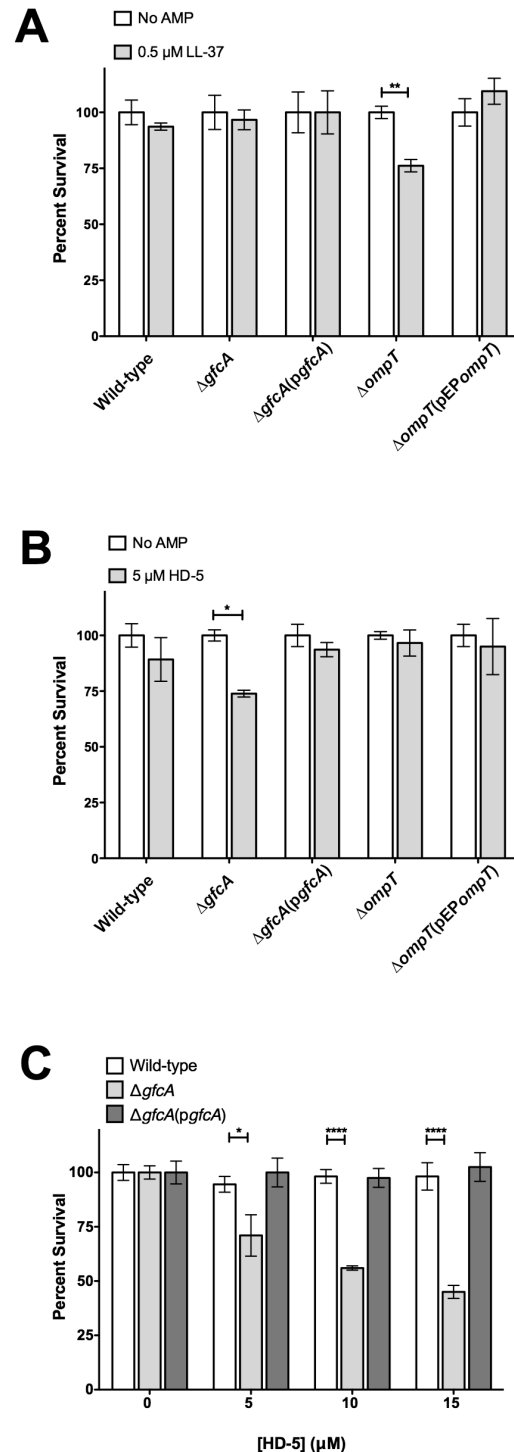 A
No AMP
0.5 µM LL-37
**
100
75
50
25
0
Percent Survival
Wild-type
ΔgfcA
ΔgfcA(pgfcA)
ΔompT
ΔompT(pEPompT)
B
No AMP
5 µM HD-5
*
100
75
50
25
0
Percent Survival
Wild-type
ΔgfcA
ΔgfcA(pgfcA)
ΔompT
ΔompT(pEPompT)
C
Wild-type
ΔgfcA
ΔgfcA(pgfcA)
* **** ****
100
75
50
25
0
Percent Survival
0 5 10 15
[HD-5] (µM)